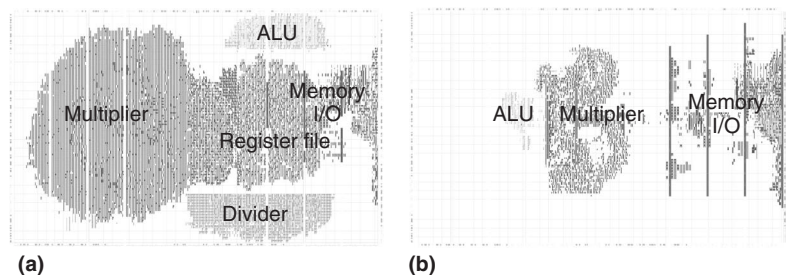 ALU
Multiplier
Memory
I/O
Register file
Divider
(a)
ALU
Multiplier
Memory
I/O
(b)